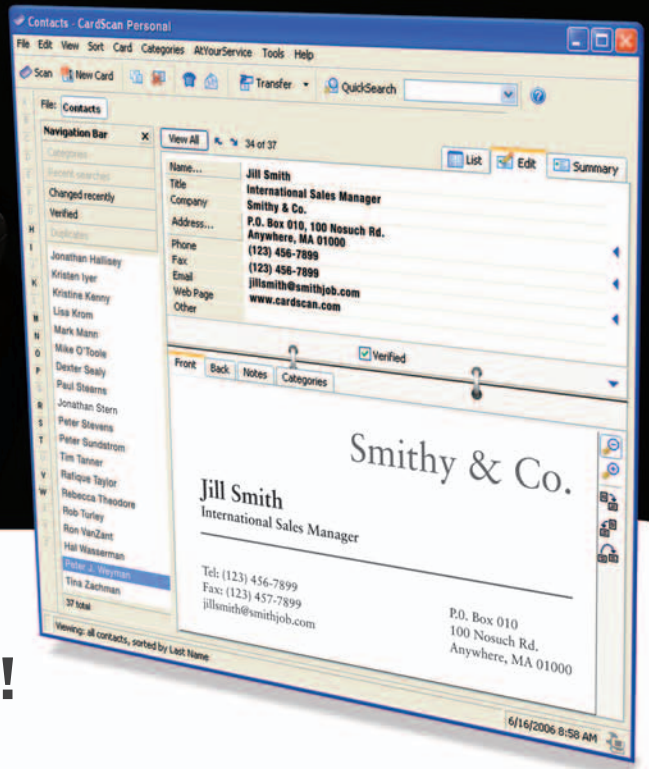 Contacts - CardScan Personal
File Edit View Sort Card Categories AtYourService Tools Help
Scan New Card Transfer QuickSearch
File: Contacts
Navigation Bar X
Categories
Recent searches
Changed recently
Verified
Duplicates
Jonathan Hallisey
Kristen Iyer
Kristine Kenny
Lisa Krom
Mark Mann
Mike O'Toole
Dexter Sealy
Paul Stearns
Jonathan Stern
Peter Stevens
Peter Sundstrom
Tim Tanner
Rafique Taylor
Rebecca Theodore
Rob Turley
Ron VanZant
Hal Wasserman
Peter J. Weyman
Tina Zachman
37 total
View All 34 of 37
List Edit Summary
Name... Jill Smith
Title International Sales Manager
Company Smithy & Co.
Address... P.O. Box 010, 100 Nosuch Rd.
Anywhere, MA 01000
Phone (123) 456-7899
Fax (123) 456-7899
Email jillsmith@smithjob.com
Web Page www.cardscan.com
Other
Verified
Front Back Notes Categories
Smithy & Co.
Jill Smith
International Sales Manager
Tel: (123) 456-7899
Fax: (123) 457-7899
jillsmith@smithjob.com
P.O. Box 010
100 Nosuch Rd.
Anywhere, MA 01000
Viewing: all contacts, sorted by Last Name
6/16/2006 8:58 AM
!